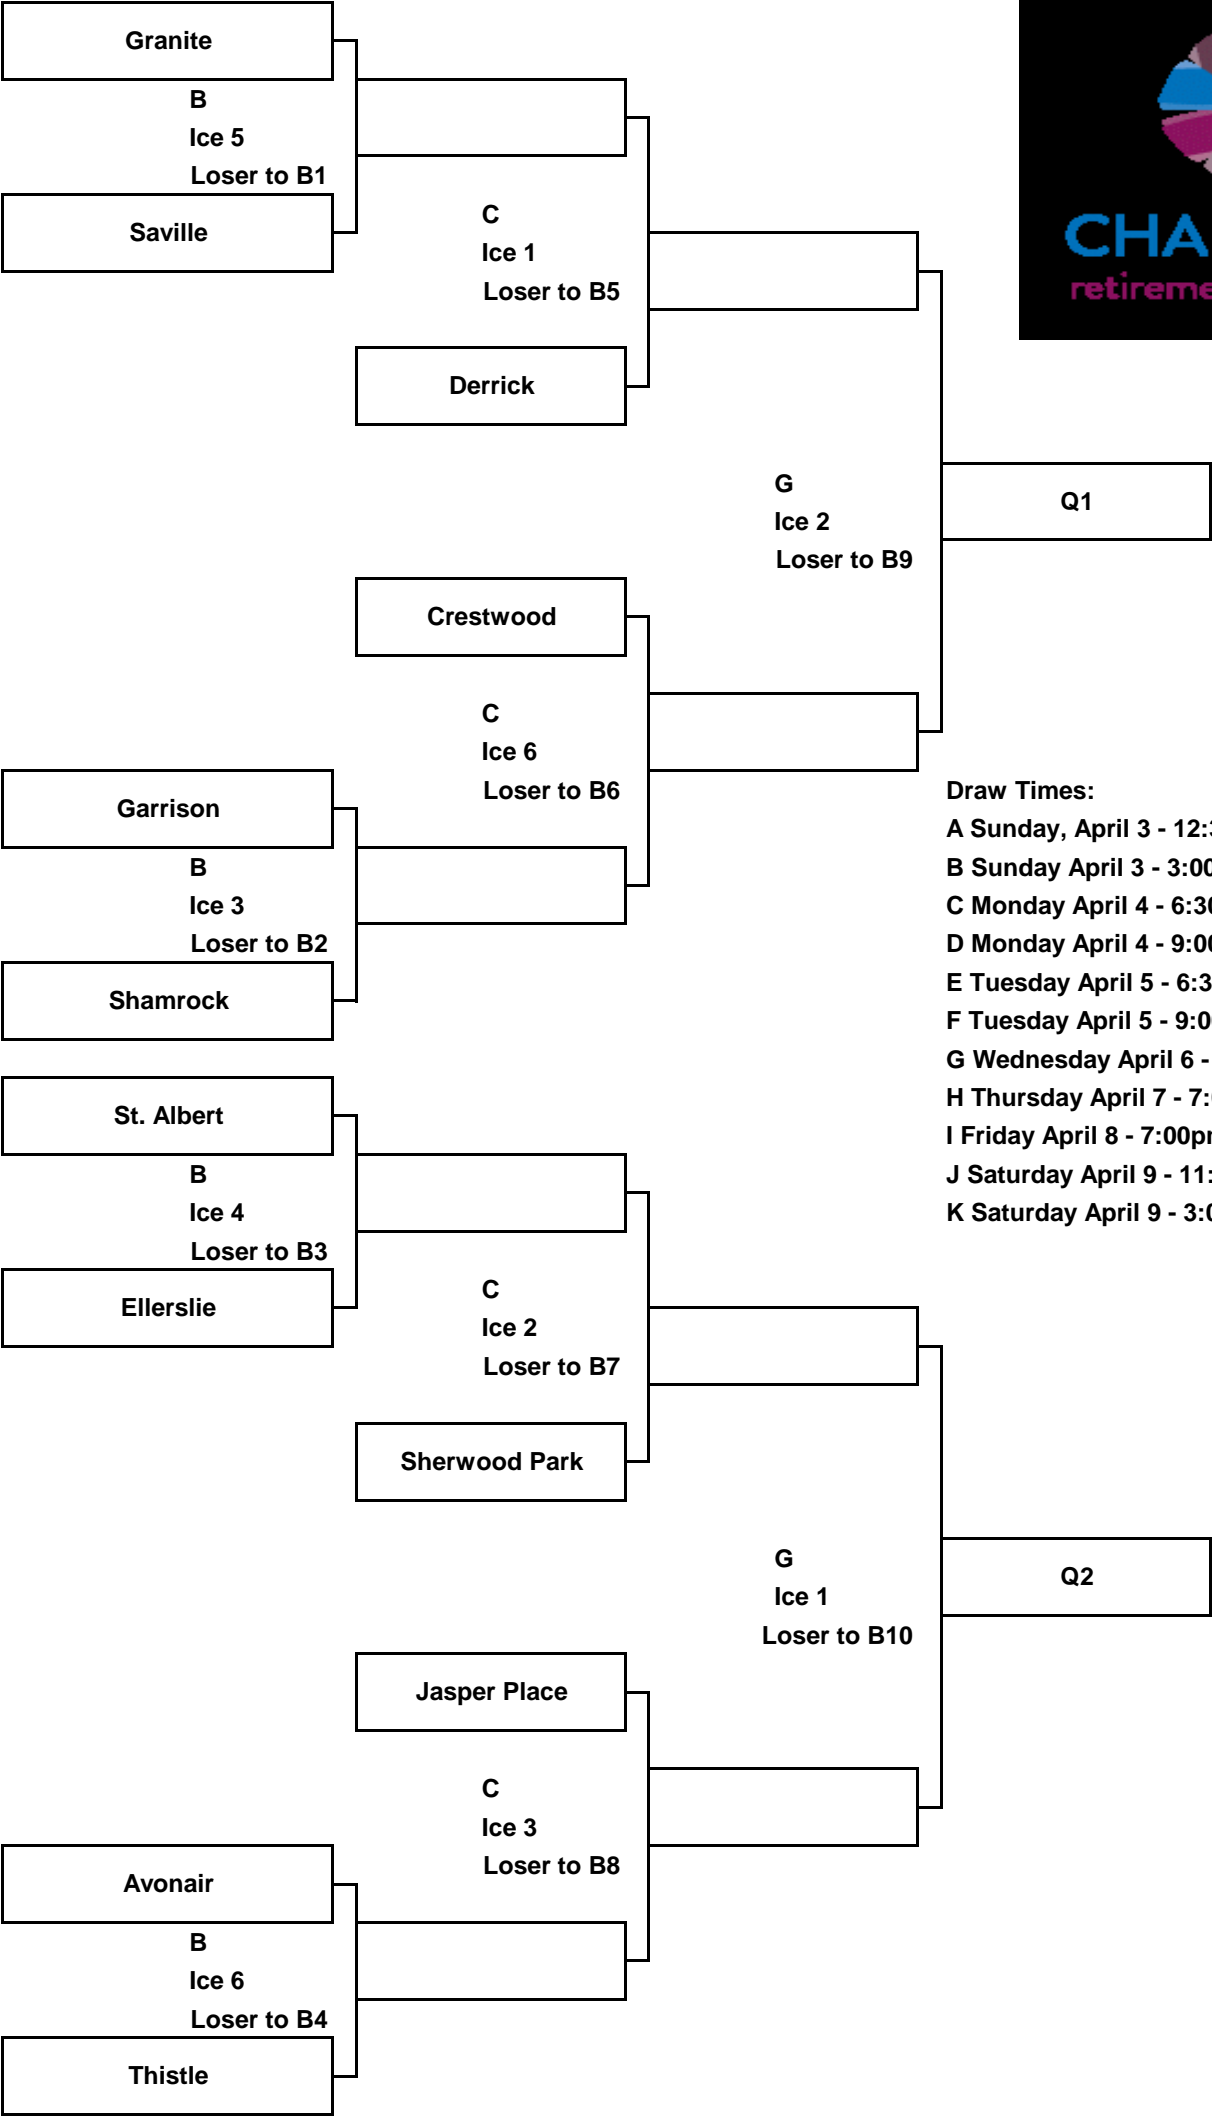 Granite
B
Ice 5
Loser to B1
Saville
C
Ice 1
Loser to B5
CHA
Derrick
G
Ice 2
Loser to B9
Q1
Crestwood
C
Ice 6
Loser to B6
Garrison
B
Ice 3
Loser to B2
Shamrock
Draw Times:
A Sunday, April 3 - 12:
B Sunday April 3 - 3:00
C Monday April 4 - 6:30
D Monday April 4 - 9:00
E Tuesday April 5 - 6:3
F Tuesday April 5 - 9:0
G Wednesday April 6 -
H Thursday April 7 - 7:
I Friday April 8 - 7:00p
J Saturday April 9 - 11:
K Saturday April 9 - 3:0
St. Albert
B
Ice 4
Loser to B3
Ellerslie
C
Ice 2
Loser to B7
Sherwood Park
G
Ice 1
Loser to B10
Q2
Jasper Place
C
Ice 3
Loser to B8
Avonair
B
Ice 6
Loser to B4
Thistle